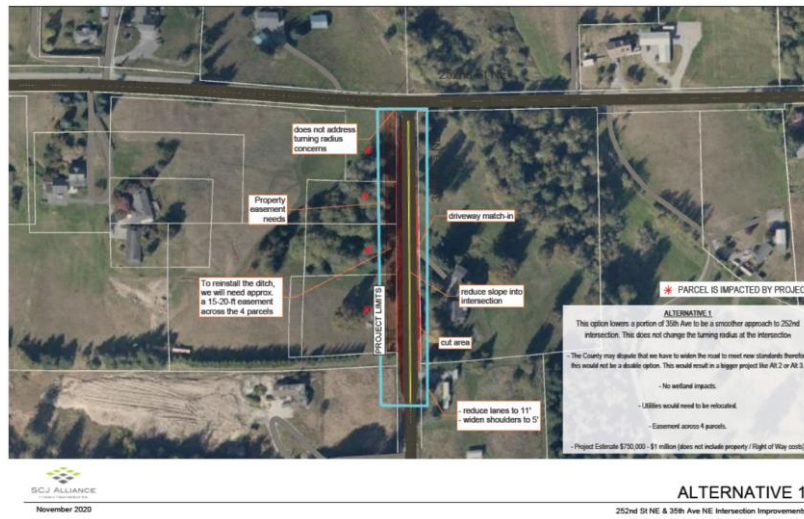 252nd St NE
does not address
turning radius
concerns
Property
easement
needs
driveway match-in
To reinstall the ditch,
we will need approx.
a 15-20-ft easement
across the 4 parcels
reduce slope into
intersection
PROJECT LIMITS
cut area
- reduce lanes to 11'
- widen shoulders to 5'
PARCEL IS IMPACTED BY PROJEC
ALTERNATIVE 1
This option lowers a portion of 35th Ave to be a smoother approach to 252nd
intersection. This does not change the turning radius at the intersection
- The County may dispute that we have to widen the road to meet new standards therefo
this would not be a doable option. This would result in a bigger project like Alt 2 or Alt 3.
- No wetland impacts.
- Utilities would need to be relocated.
- Easement across 4 parcels.
- Project Estimate $750,000 - $1 million (does not include property / Right of Way costs)
SCJ ALLIANCE
November 2020
ALTERNATIVE 1
252nd St NE & 35th Ave NE Intersection Improvements